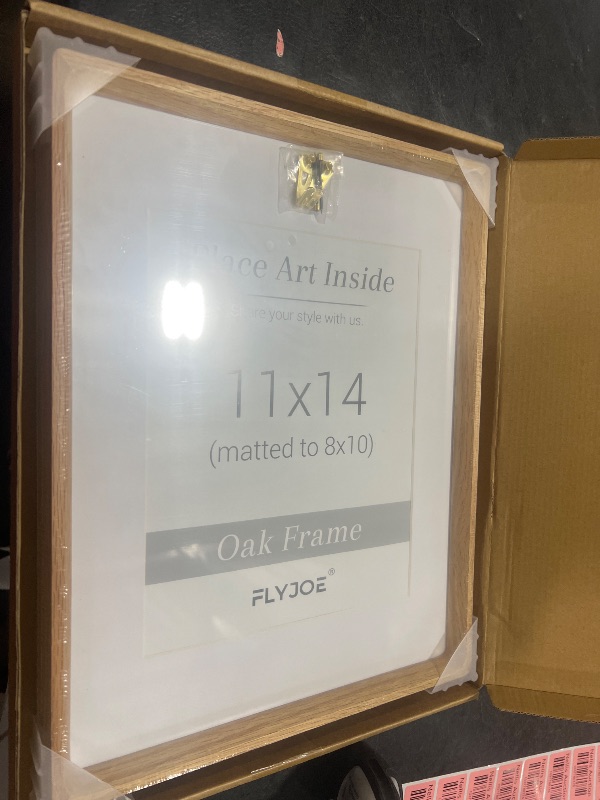 Place Art Inside
your style with us.
11x14
(matted to 8x10)
Oak Frame
FLYJOE®